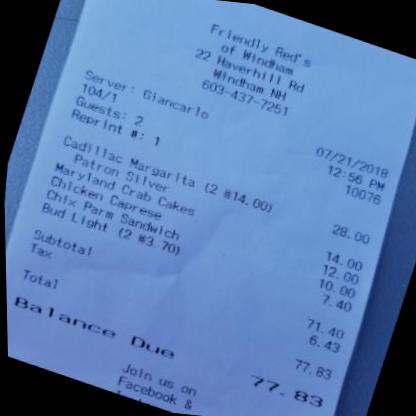 Friendly Red's
of Windham
22 Haverhill Rd
Windham NH
603-437-7251
Server: Giancarlo 07/21/2018
104/1 12:56 PM
Guests: 2 10076
Reprint #: 1
Cadillac Margarita (2 @14.00) 28.00
Patron Silver
Maryland Crab Cakes 14.00
Chicken Caprese 12.00
Chix Parm Sandwich 10.00
Bud Light (2 @3.70) 7.40
Subtotal 71.40
Tax 6.43
Total 77.83
Balance Due 77.83
Join us on
Facebook &